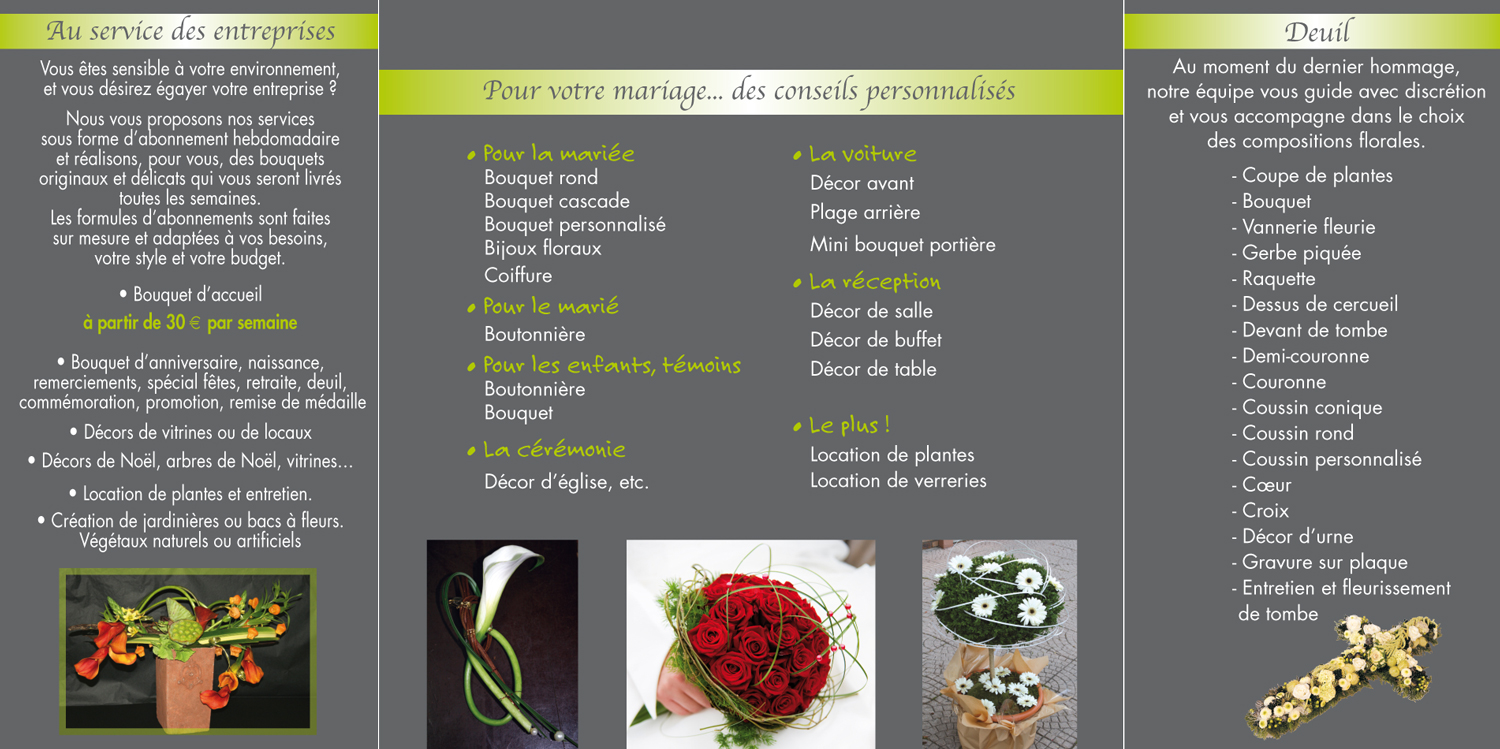 Au service des entreprises
Vous êtes sensible à votre environnement,
et vous désirez égayer votre entreprise ?
Nous vous proposons nos services
sous forme d’abonnement hebdomadaire
et réalisons, pour vous, des bouquets
originaux et délicats qui vous seront livrés
toutes les semaines.
Les formules d’abonnements sont faites
sur mesure et adaptées à vos besoins,
votre style et votre budget.
• Bouquet d’accueil
à partir de 30 € par semaine
• Bouquet d’anniversaire, naissance,
remerciements, spécial fêtes, retraite, deuil,
commémoration, promotion, remise de médaille
• Décors de vitrines ou de locaux
• Décors de Noël, arbres de Noël, vitrines...
• Location de plantes et entretien.
• Création de jardinières ou bacs à fleurs.
Végétaux naturels ou artificiels
Pour votre mariage... des conseils personnalisés
• Pour la mariée
Bouquet rond
Bouquet cascade
Bouquet personnalisé
Bijoux floraux
Coiffure
• Pour le marié
Boutonnière
• Pour les enfants, témoins
Boutonnière
Bouquet
• La cérémonie
Décor d’église, etc.
• La voiture
Décor avant
Plage arrière
Mini bouquet portière
• La réception
Décor de salle
Décor de buffet
Décor de table
• Le plus !
Location de plantes
Location de verreries
Deuil
Au moment du dernier hommage,
notre équipe vous guide avec discrétion
et vous accompagne dans le choix
des compositions florales.
- Coupe de plantes
- Bouquet
- Vannerie fleurie
- Gerbe piquée
- Raquette
- Dessus de cercueil
- Devant de tombe
- Demi-couronne
- Couronne
- Coussin conique
- Coussin rond
- Coussin personnalisé
- Cœur
- Croix
- Décor d’urne
- Gravure sur plaque
- Entretien et fleurissement
de tombe